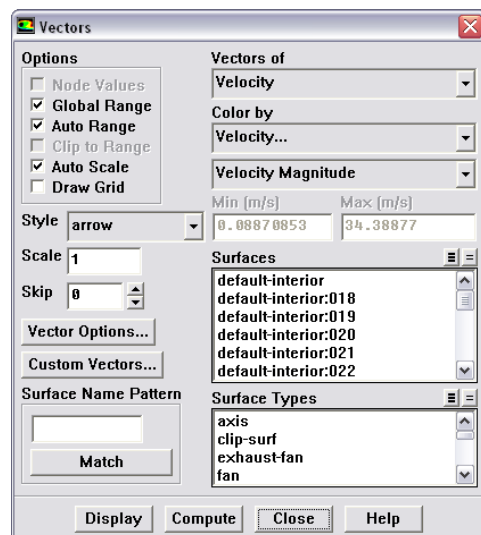 Vectors
Options
Node Values
Global Range
Auto Range
Clip to Range
Auto Scale
Draw Grid
Style arrow
Scale 1
Skip 0
Vector Options...
Custom Vectors...
Surface Name Pattern
Match
Vectors of
Velocity
Color by
Velocity...
Velocity Magnitude
Min (m/s) Max (m/s)
0.08870853 34.38877
Surfaces
default-interior
default-interior:018
default-interior:019
default-interior:020
default-interior:021
default-interior:022
Surface Types
axis
clip-surf
exhaust-fan
fan
Display Compute Close Help